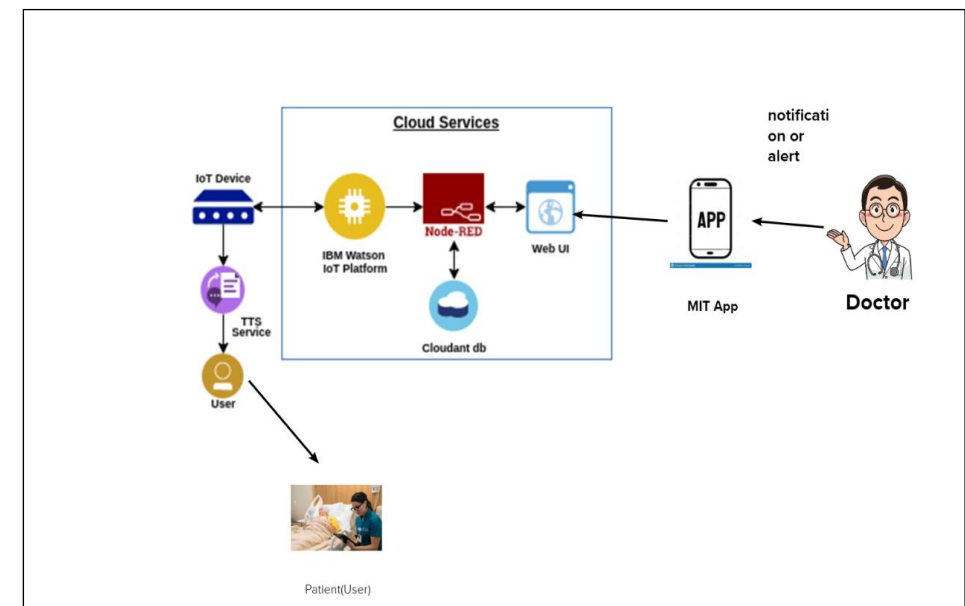 Cloud Services
notificati
on or
alert
IoT Device
APP
Node-RED
IBM Watson
IoT Platform
Web UI
MIT App
Doctor
TTS
Service
Cloudant db
User
Patient(User)